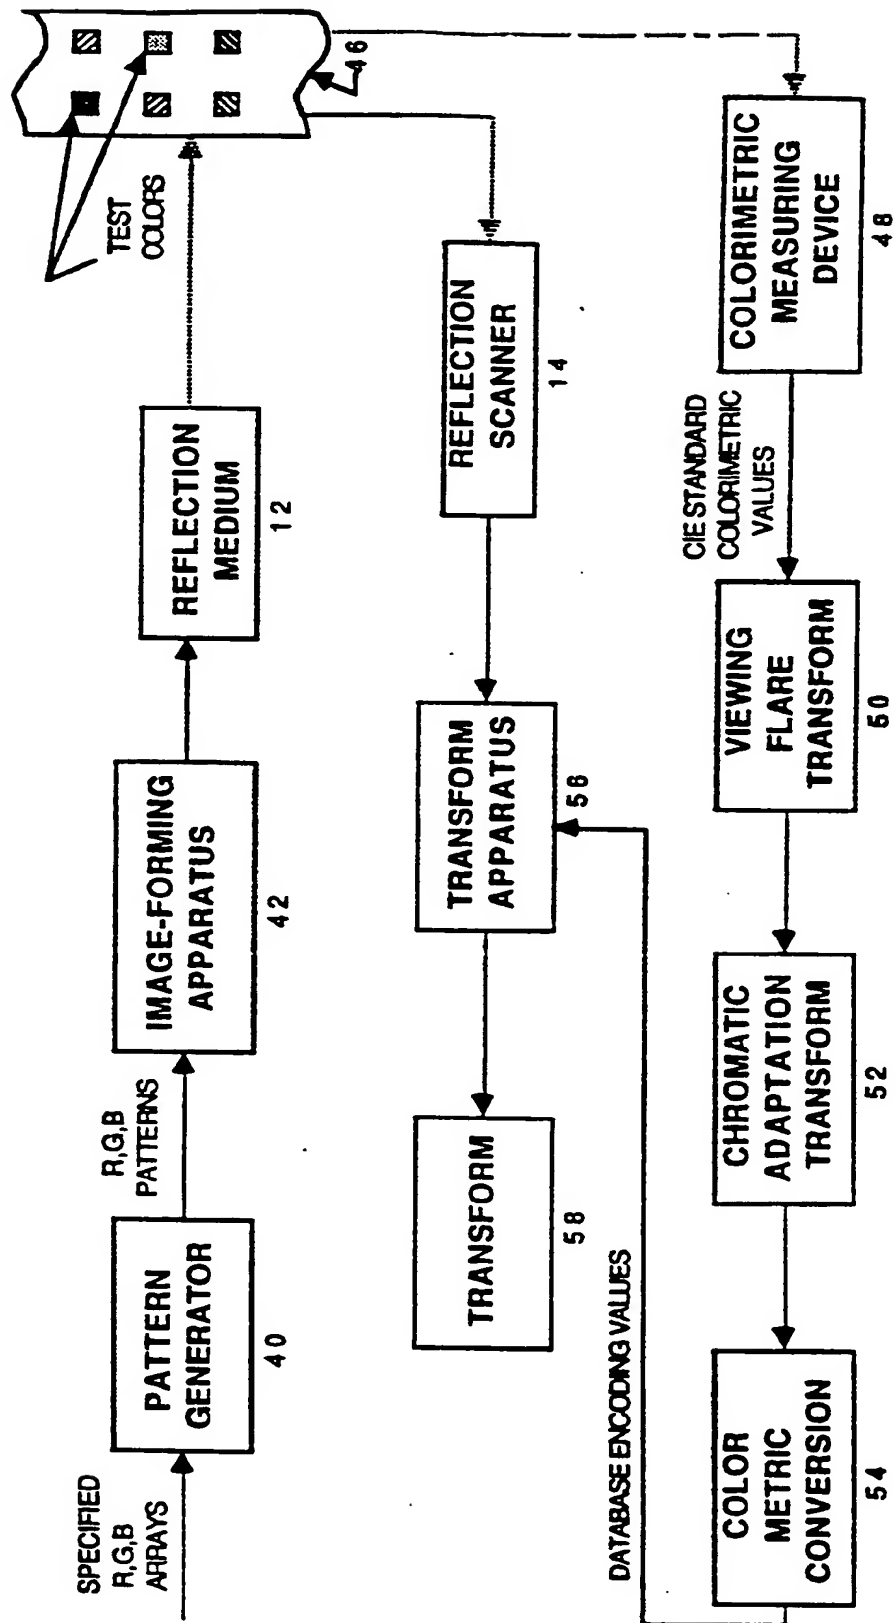 SPECIFIED
R,G,B
ARRAYS
PATTERN
GENERATOR
40
R,G,B
PATTERNS
IMAGE-FORMING
APPARATUS
42
REFLECTION
MEDIUM
12
TEST
COLORS
46
TRANSFORM
58
TRANSFORM
APPARATUS
56
REFLECTION
SCANNER
14
DATABASE ENCODING VALUES
COLOR
METRIC
CONVERSION
54
CHROMATIC
ADAPTATION
TRANSFORM
52
VIEWING
FLARE
TRANSFORM
50
CIE STANDARD
COLORIMETRIC
VALUES
COLORIMETRIC
MEASURING
DEVICE
48